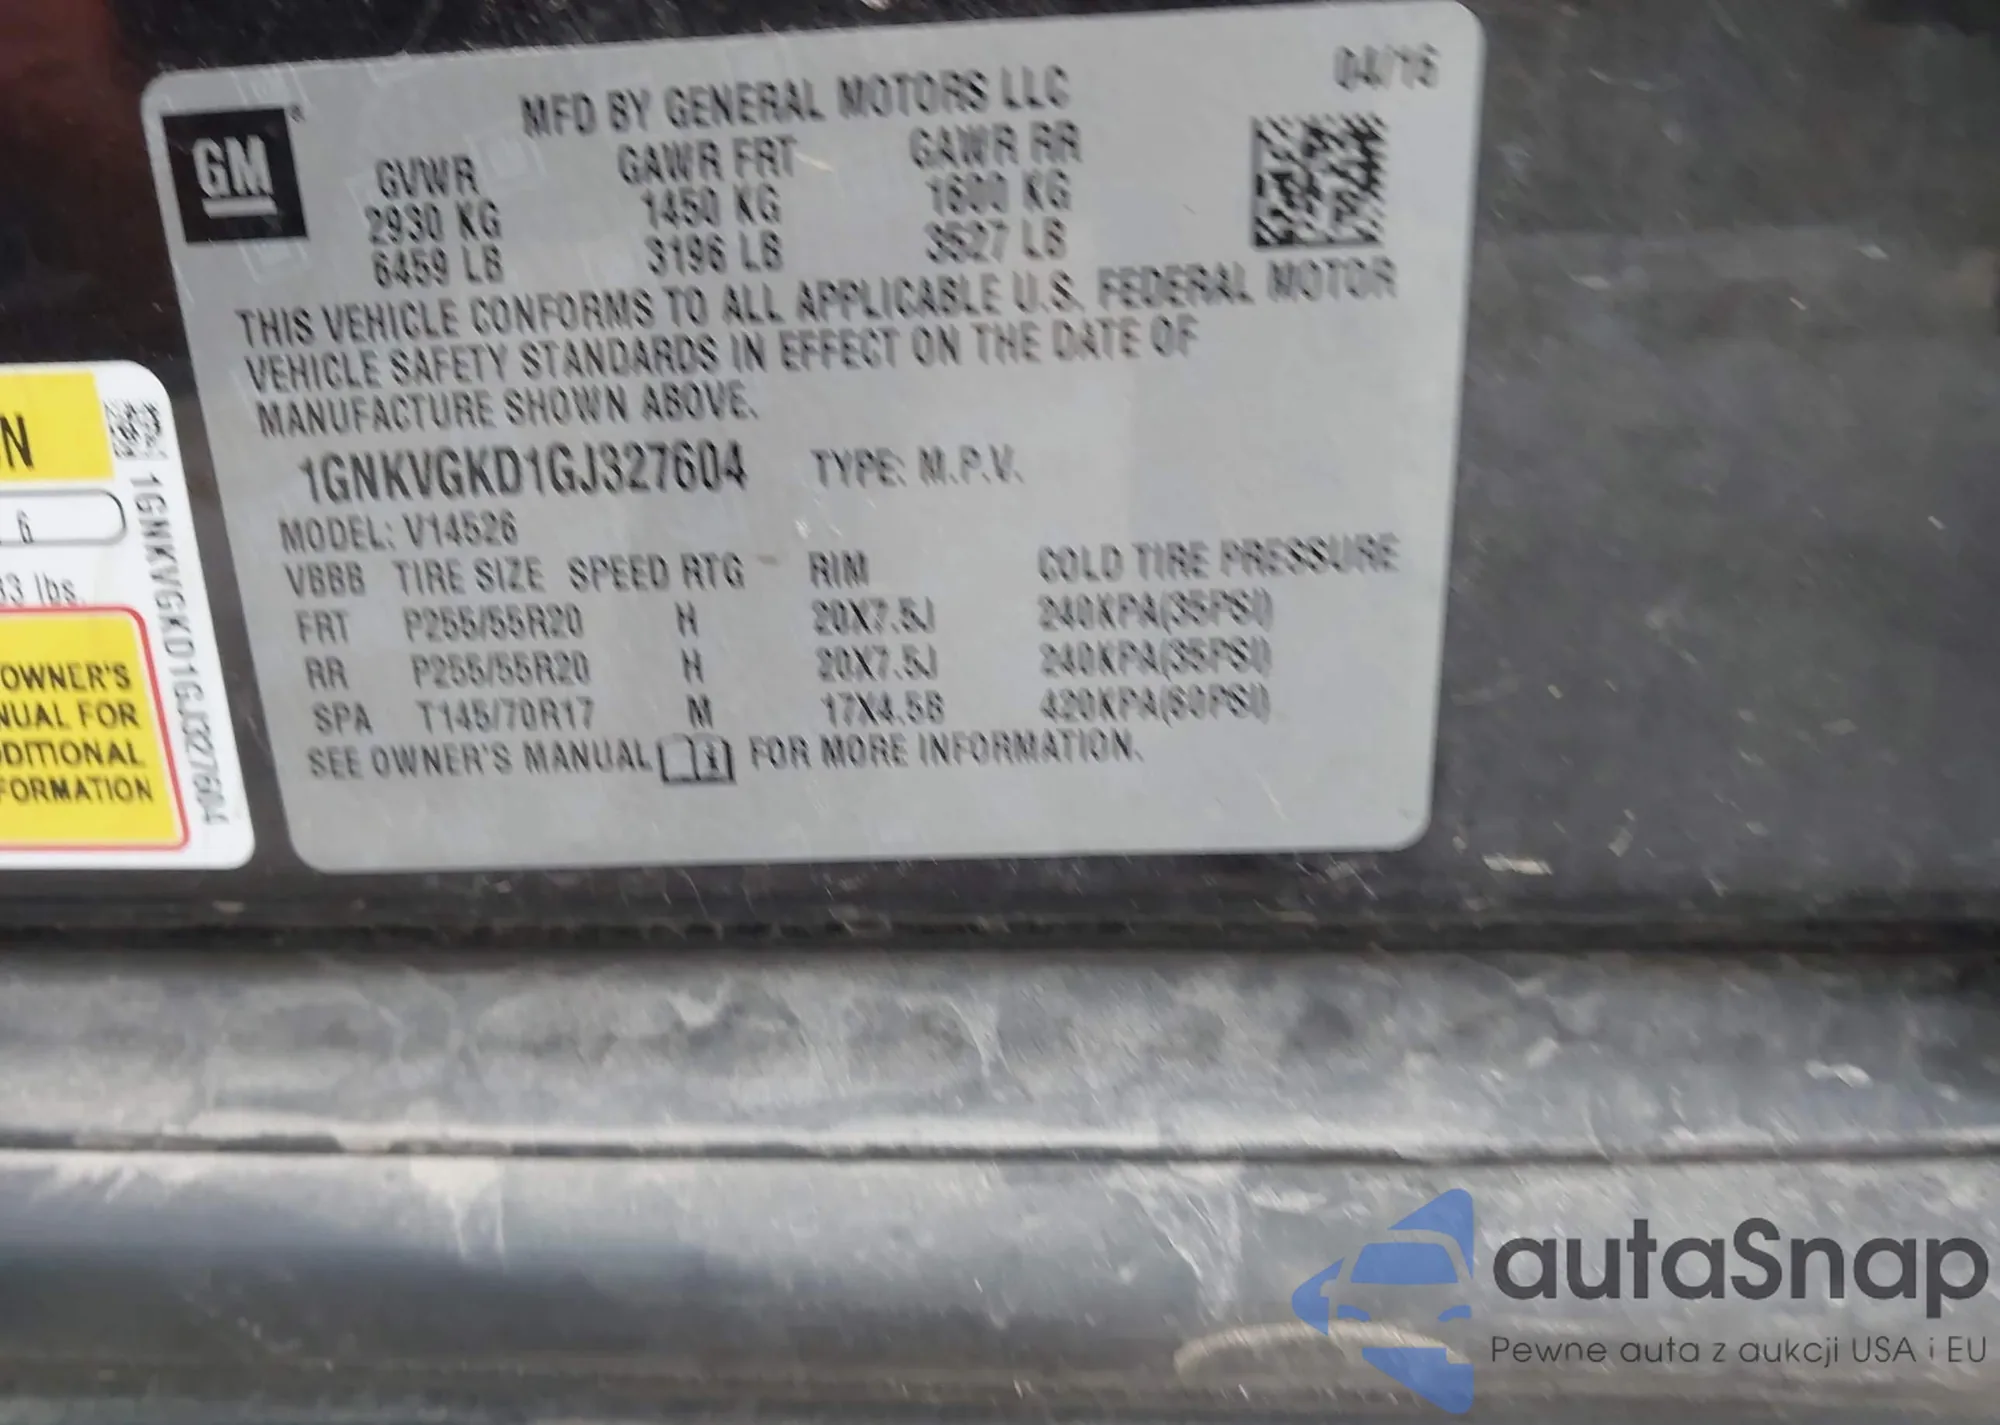 04/16
MFD BY GENERAL MOTORS LLC
GM
GVWR GAWR FRT GAWR RR
2930 KG 1450 KG 1600 KG
6459 LB 3196 LB 3527 LB
THIS VEHICLE CONFORMS TO ALL APPLICABLE U.S. FEDERAL MOTOR
VEHICLE SAFETY STANDARDS IN EFFECT ON THE DATE OF
MANUFACTURE SHOWN ABOVE.
1GNKVGKD1GJ327604 TYPE: M.P.V.
MODEL: V14526
VBBB TIRE SIZE SPEED RTG RIM COLD TIRE PRESSURE
FRT P255/55R20 H 20X7.5J 240KPA(35PSI)
RR P255/55R20 H 20X7.5J 240KPA(35PSI)
SPA T145/70R17 M 17X4.5B 420KPA(60PSI)
SEE OWNER'S MANUAL FOR MORE INFORMATION.
N
6
33 lbs.
OWNER'S
NUAL FOR
DDITIONAL
FORMATION
1GNKVGKD1GJ327604
autaSnap
Pewne auta z aukcji USA i EU